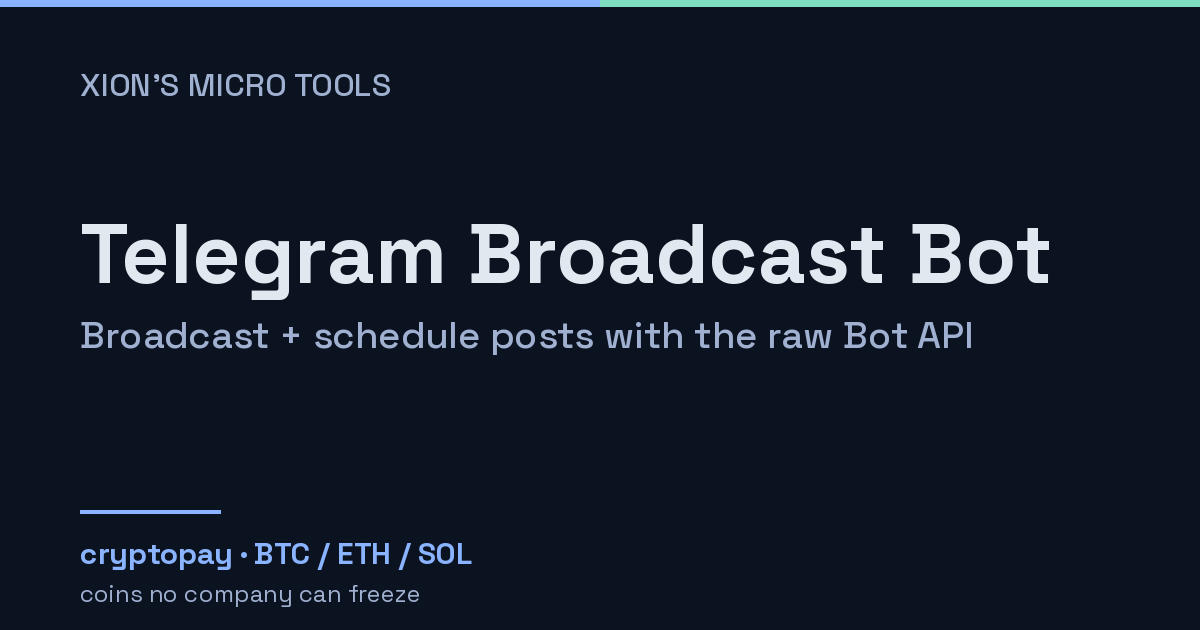 XION’S MICRO TOOLS
Telegram Broadcast Bot
Broadcast + schedule posts with the raw Bot API
cryptopay · BTC / ETH / SOL
coins no company can freeze